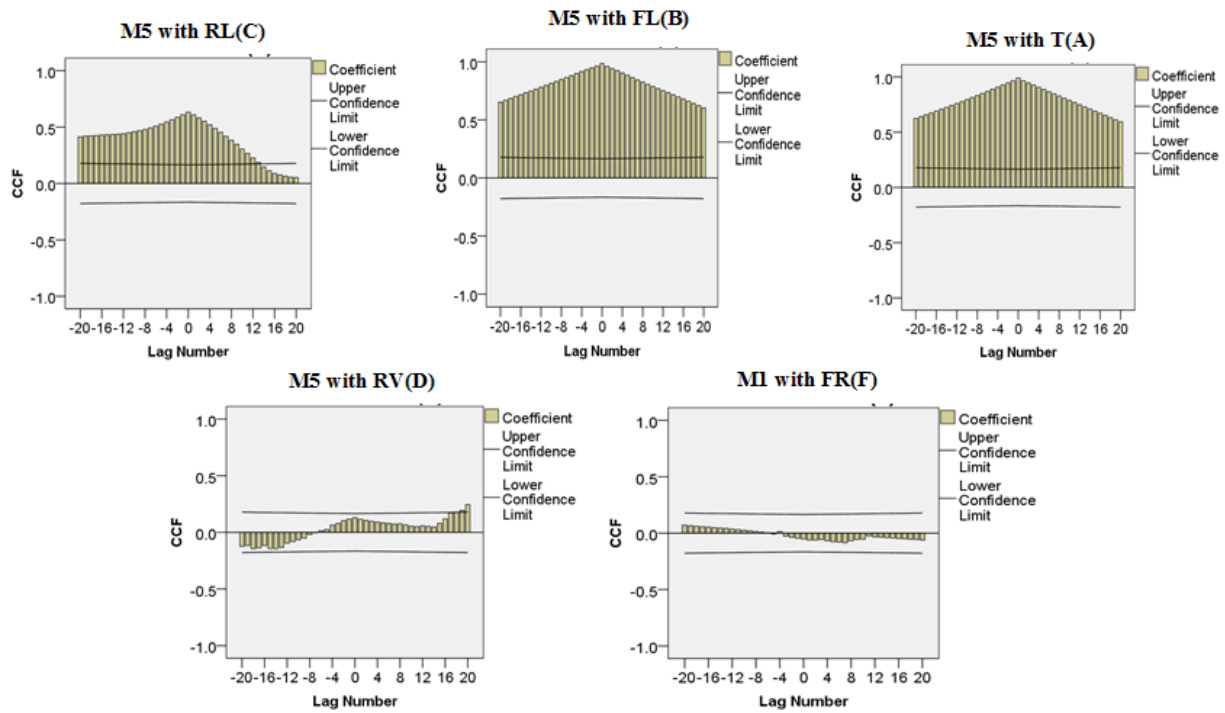 M5 with RL(C)
1.0
0.5
0.0
-0.5
-1.0
CCF
-20 -16 -12 -8 -4 0 4 8 12 16 20
Lag Number
Coefficient
Upper
Confidence
Limit
Lower
Confidence
Limit
M5 with FL(B)
1.0
0.5
0.0
-0.5
-1.0
CCF
-20 -16 -12 -8 -4 0 4 8 12 16 20
Lag Number
Coefficient
Upper
Confidence
Limit
Lower
Confidence
Limit
M5 with T(A)
1.0
0.5
0.0
-0.5
-1.0
CCF
-20 -16 -12 -8 -4 0 4 8 12 16 20
Lag Number
Coefficient
Upper
Confidence
Limit
Lower
Confidence
Limit
M5 with RV(D)
1.0
0.5
0.0
-0.5
-1.0
CCF
-20 -16 -12 -8 -4 0 4 8 12 16 20
Lag Number
Coefficient
Upper
Confidence
Limit
Lower
Confidence
Limit
M1 with FR(F)
1.0
0.5
0.0
-0.5
-1.0
CCF
-20 -16 -12 -8 -4 0 4 8 12 16 20
Lag Number
Coefficient
Upper
Confidence
Limit
Lower
Confidence
Limit